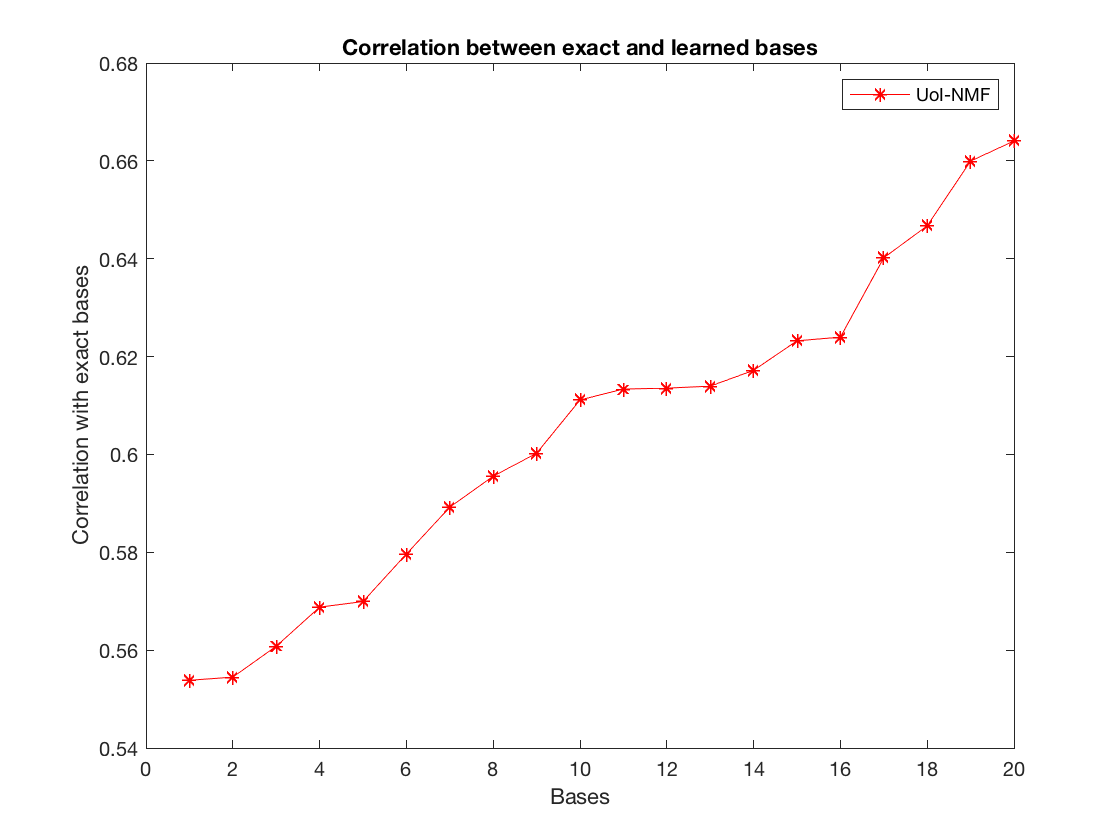 Correlation between exact and learned bases
UoI-NMF
Correlation with exact bases
0.68
0.66
0.64
0.62
0.6
0.58
0.56
0.54
0 2 4 6 8 10 12 14 16 18 20
Bases